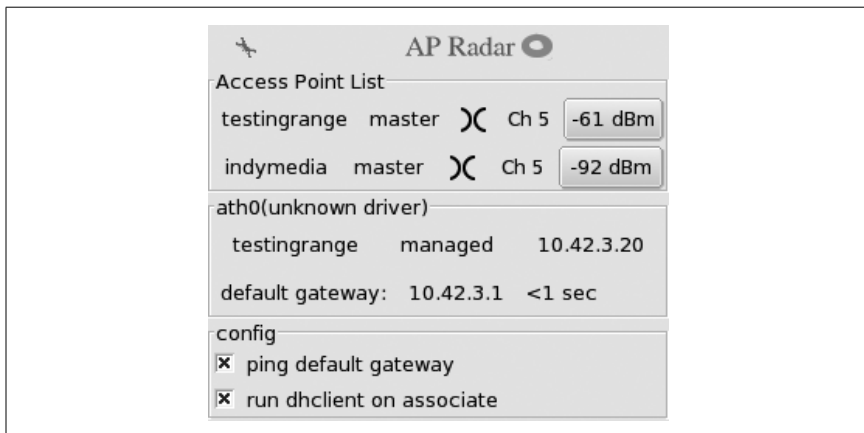 AP Radar
Access Point List
testingrange master Ch 5 -61 dBm
indymedia master Ch 5 -92 dBm
ath0(unknown driver)
testingrange managed 10.42.3.20
default gateway: 10.42.3.1 <1 sec
config
ping default gateway
run dhclient on associate